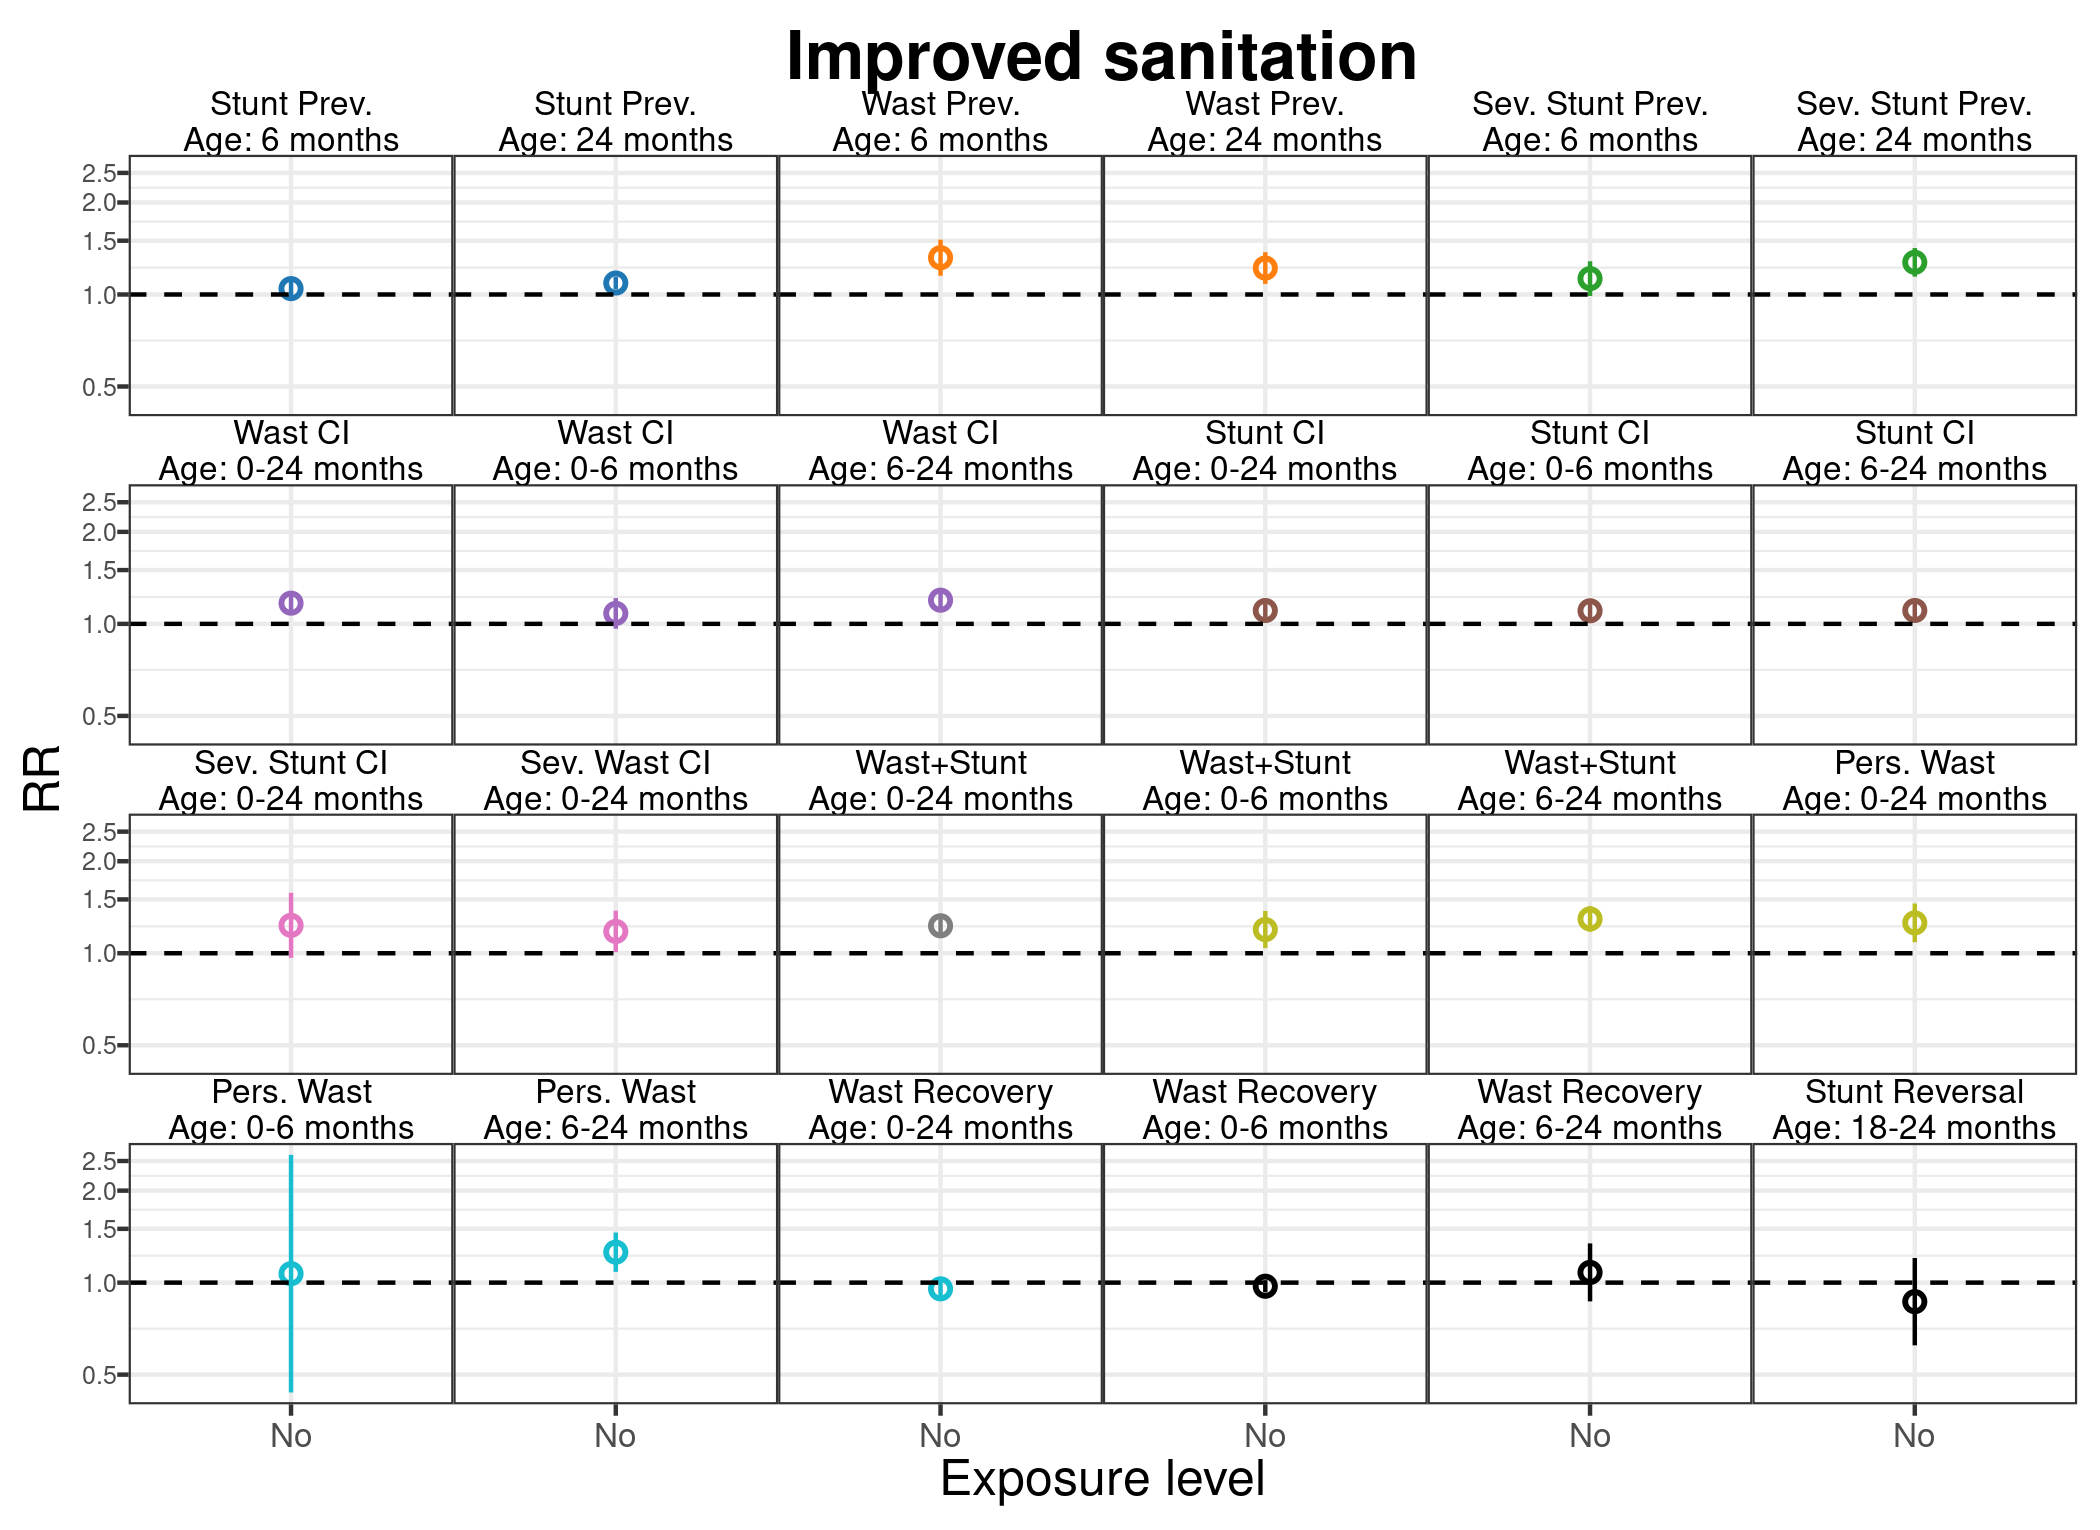 Improved sanitation
Stunt Prev. Stunt Prev. Wast Prev. Wast Prev. Sev. Stunt Prev. Sev. Stunt Prev.
Age: 6 months Age: 24 months Age: 6 months Age: 24 months Age: 6 months Age: 24 months
2.5
2.0
1.5
1.0
0.5
Wast CI Wast CI Wast CI Stunt CI Stunt CI Stunt CI
Age: 0-24 months Age: 0-6 months Age: 6-24 months Age: 0-24 months Age: 0-6 months Age: 6-24 months
2.5
2.0
1.5
1.0
0.5
RR
Sev. Stunt CI Sev. Wast CI Wast+Stunt Wast+Stunt Wast+Stunt Pers. Wast
Age: 0-24 months Age: 0-24 months Age: 0-24 months Age: 0-6 months Age: 6-24 months Age: 0-24 months
2.5
2.0
1.5
1.0
0.5
Pers. Wast Pers. Wast Wast Recovery Wast Recovery Wast Recovery Stunt Reversal
Age: 0-6 months Age: 6-24 months Age: 0-24 months Age: 0-6 months Age: 6-24 months Age: 18-24 months
2.5
2.0
1.5
1.0
0.5
No No No No No No
Exposure level